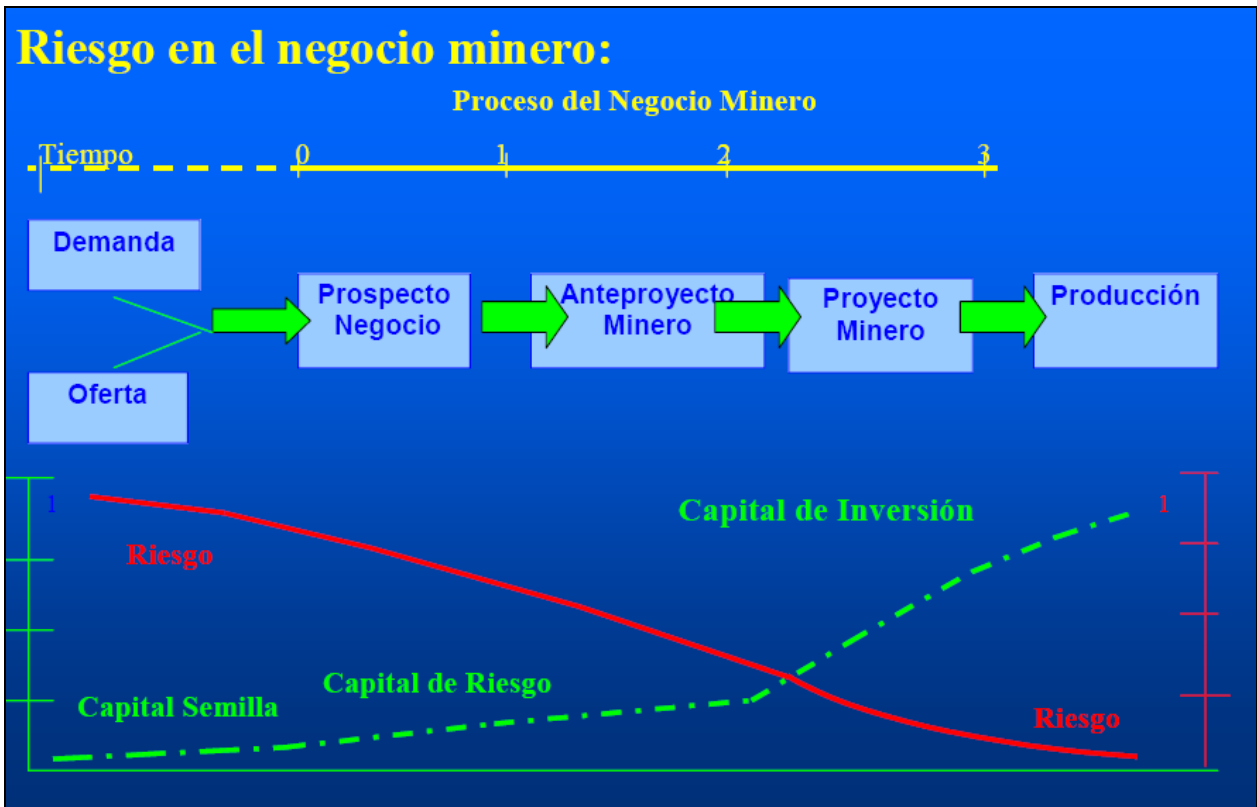 Riesgo en el negocio minero:
Proceso del Negocio Minero
Tiempo 0 1 2 3
Demanda
Oferta
Prospecto
Negocio
Anteproyecto
Minero
Proyecto
Minero
Producción
1
Riesgo
Capital Semilla
Capital de Riesgo
Capital de Inversión
1
Riesgo